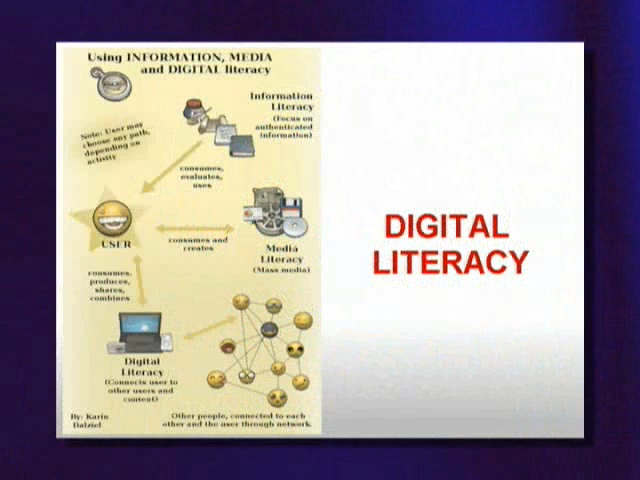 Using INFORMATION, MEDIA
and DIGITAL literacy
Information
Literacy
(Focus on
authenticated
information)
Note: User may
choose any path,
depending on
activity
consumes,
evaluates,
uses
USER
consumes and
creates
Media
Literacy
(Mass media)
consumes,
produces,
shares,
combines
Digital
Literacy
(Connects user to
other users and
content)
By: Karin
Dalziel
Other people, connected to each
other and the user through network.
DIGITAL
LITERACY